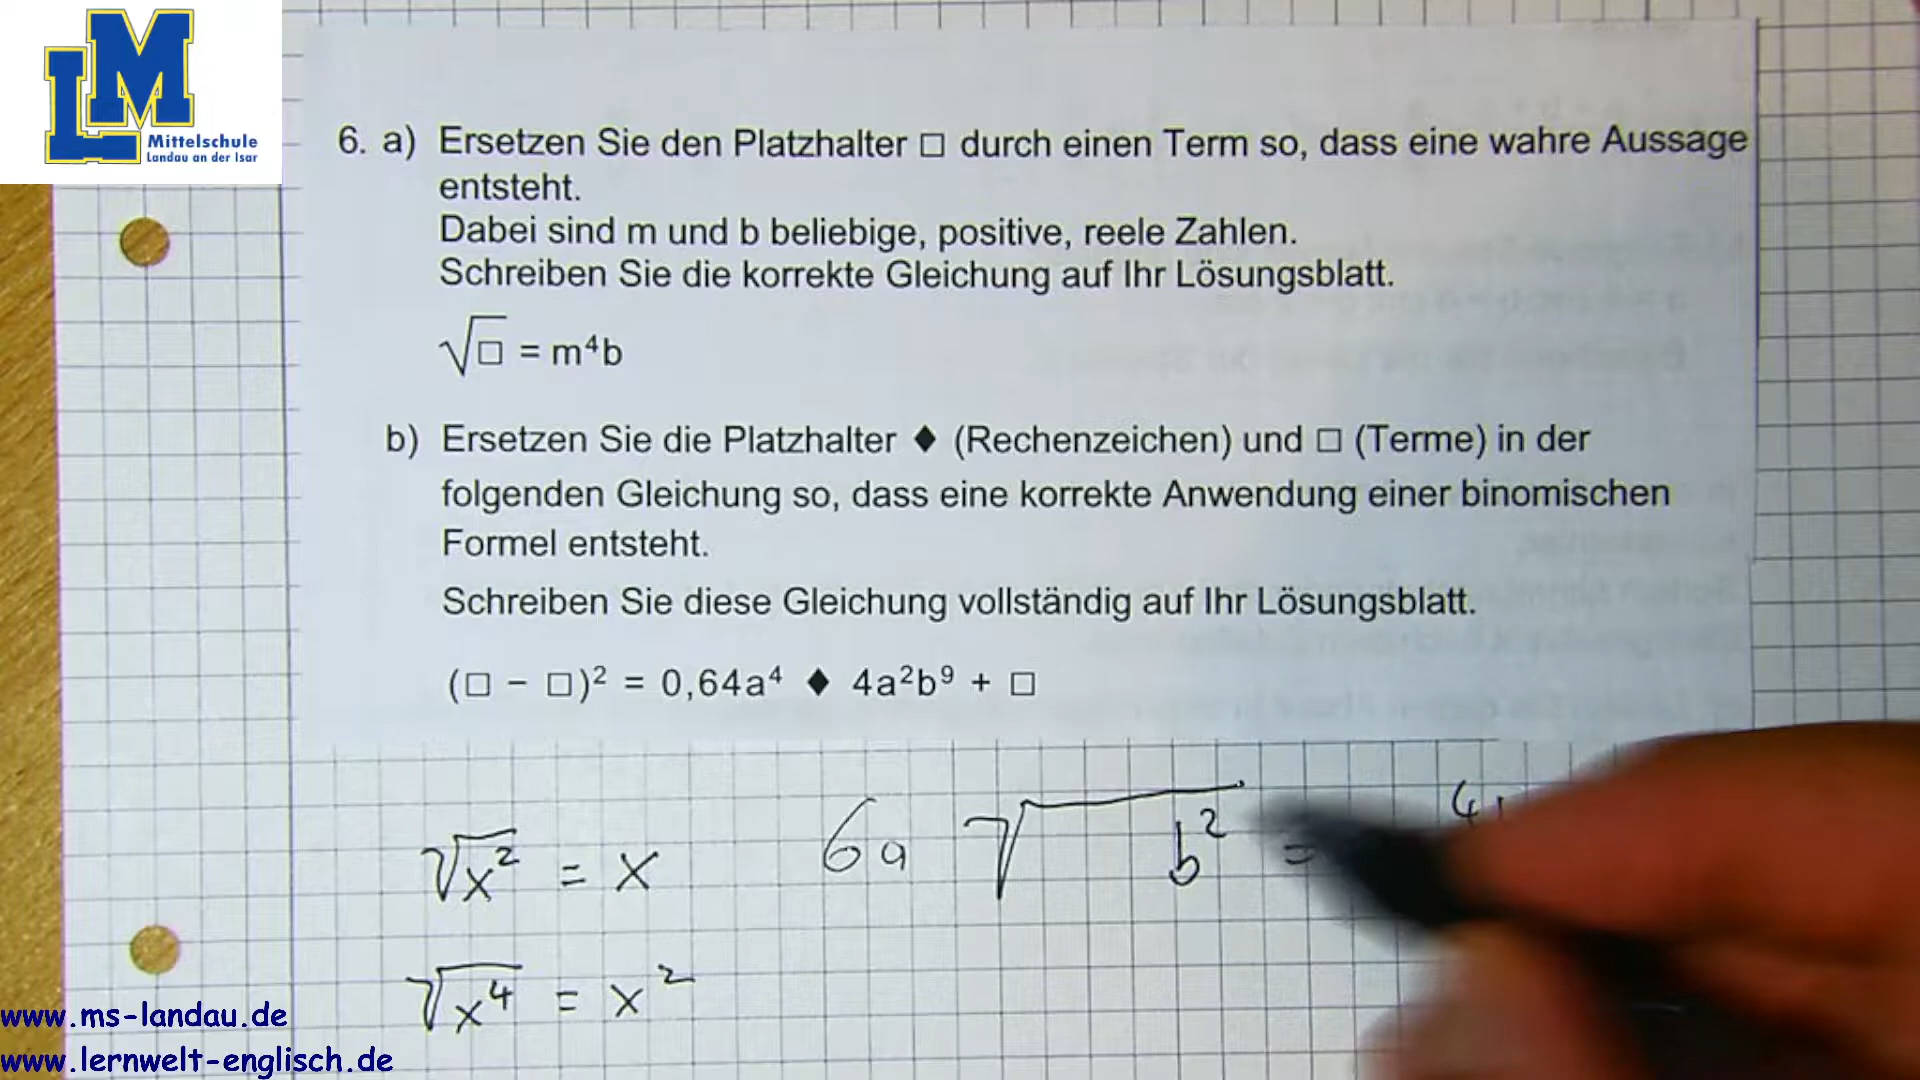 LM
Mittelschule
Landau an der Isar
6. a) Ersetzen Sie den Platzhalter □ durch einen Term so, dass eine wahre Aussage
entsteht.
Dabei sind m und b beliebige, positive, reele Zahlen.
Schreiben Sie die korrekte Gleichung auf Ihr Lösungsblatt.
√□ = m⁴b
b) Ersetzen Sie die Platzhalter ♦ (Rechenzeichen) und □ (Terme) in der
folgenden Gleichung so, dass eine korrekte Anwendung einer binomischen
Formel entsteht.
Schreiben Sie diese Gleichung vollständig auf Ihr Lösungsblatt.
(□ − □)² = 0,64a⁴ ♦ 4a²b⁹ + □
√x² = x
6a √ b² = 4
√x⁴ = x²
www.ms-landau.de
www.lernwelt-englisch.de